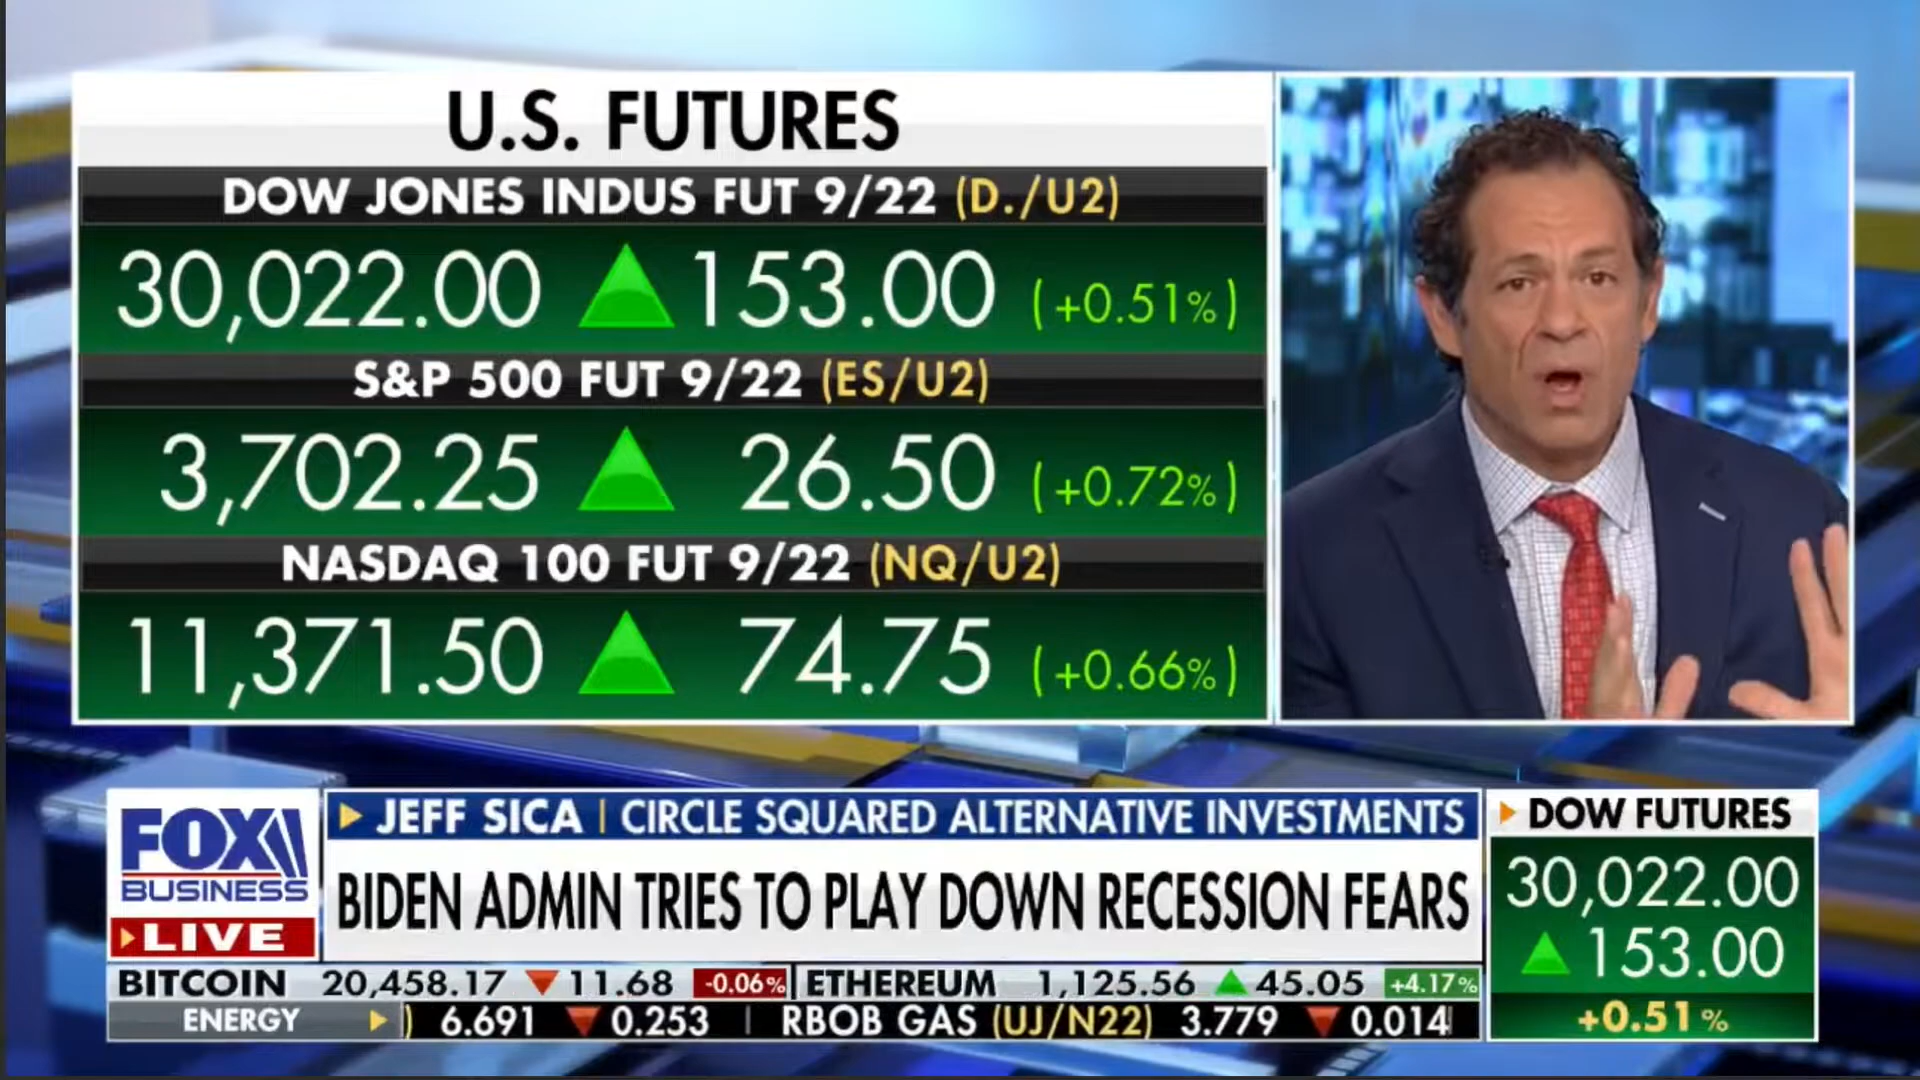 U.S. FUTURES
DOW JONES INDUS FUT 9/22 (D./U2)
30,022.00 ▲ 153.00 (+0.51%)
S&P 500 FUT 9/22 (ES/U2)
3,702.25 ▲ 26.50 (+0.72%)
NASDAQ 100 FUT 9/22 (NQ/U2)
11,371.50 ▲ 74.75 (+0.66%)
FOX
BUSINESS
LIVE
JEFF SICA | CIRCLE SQUARED ALTERNATIVE INVESTMENTS
BIDEN ADMIN TRIES TO PLAY DOWN RECESSION FEARS
DOW FUTURES
30,022.00
▲ 153.00
+0.51%
BITCOIN 20,458.17 ▼ 11.68 -0.06% ETHEREUM 1,125.56 ▲ 45.05 +4.17%
ENERGY ) 6.691 ▼ 0.253 | RBOB GAS (UJ/N22) 3.779 ▼ 0.014